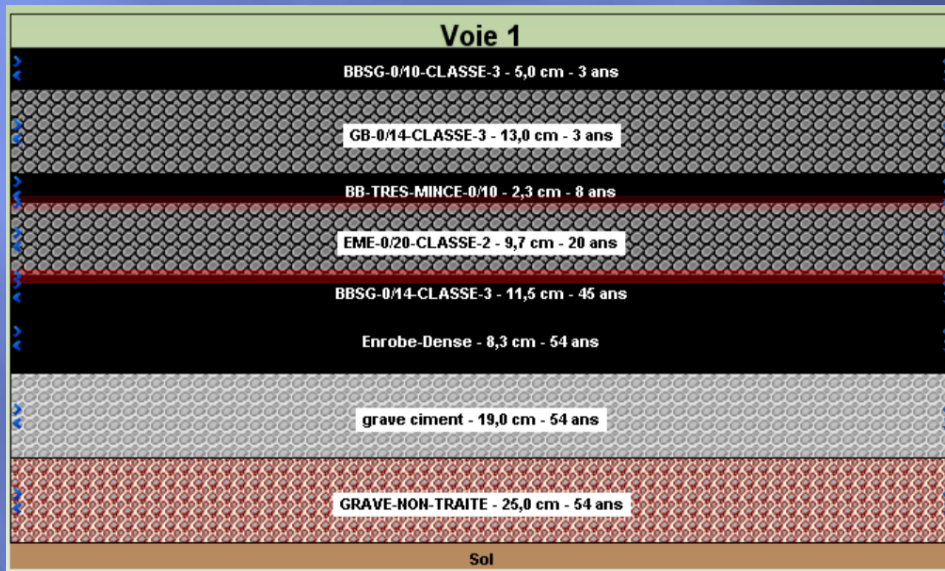 Voie 1
BBSG-0/10-CLASSE-3 - 5,0 cm - 3 ans
GB-0/14-CLASSE-3 - 13,0 cm - 3 ans
BB-TRES-MINCE-0/10 - 2,3 cm - 8 ans
EME-0/20-CLASSE-2 - 9,7 cm - 20 ans
BBSG-0/14-CLASSE-3 - 11,5 cm - 45 ans
Enrobe-Dense - 8,3 cm - 54 ans
grave ciment - 19,0 cm - 54 ans
GRAVE-NON-TRAITE - 25,0 cm - 54 ans
Sol